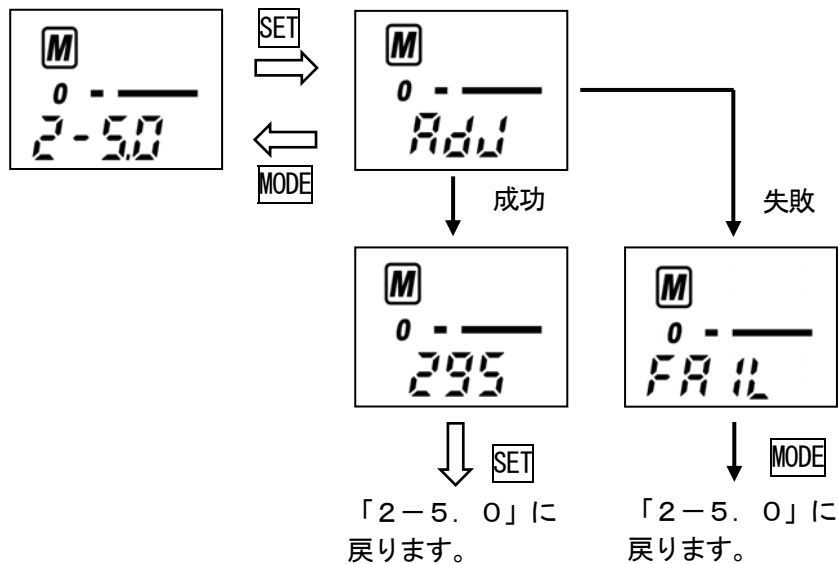 SET
M
0
2-5.0
M
0
Adj
MODE
成功
失敗
M
0
295
M
0
FAIL
SET
MODE
「２－５．０」に
戻ります。
「２－５．０」に
戻ります。